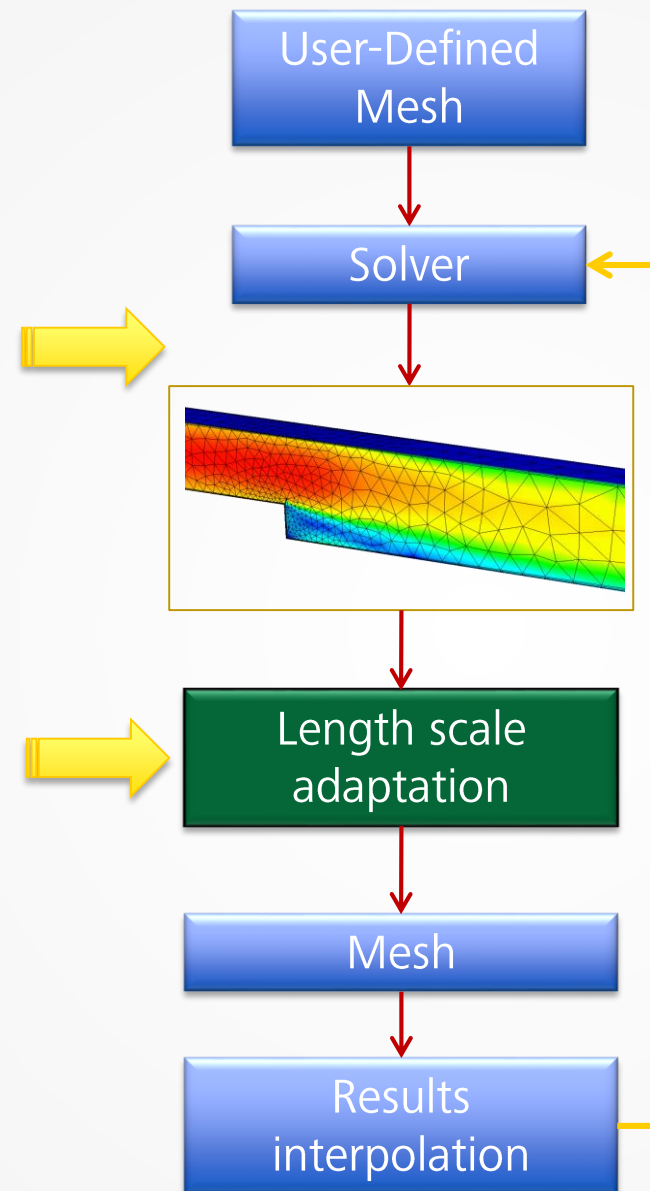 User-Defined
Mesh
Solver
Length scale
adaptation
Mesh
Results
interpolation